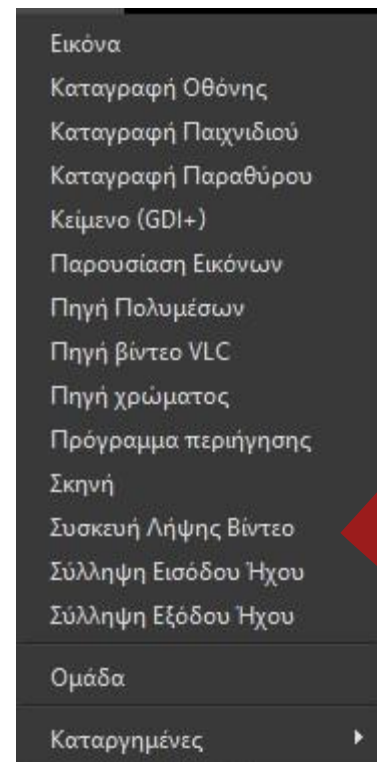 Εικόνα
Καταγραφή Οθόνης
Καταγραφή Παιχνιδιού
Καταγραφή Παραθύρου
Κείμενο (GDI+)
Παρουσίαση Εικόνων
Πηγή Πολυμέσων
Πηγή βίντεο VLC
Πηγή χρώματος
Πρόγραμμα περιήγησης
Σκηνή
Συσκευή Λήψης Βίντεο
Σύλληψη Εισόδου Ήχου
Σύλληψη Εξόδου Ήχου
Ομάδα
Καταργημένες